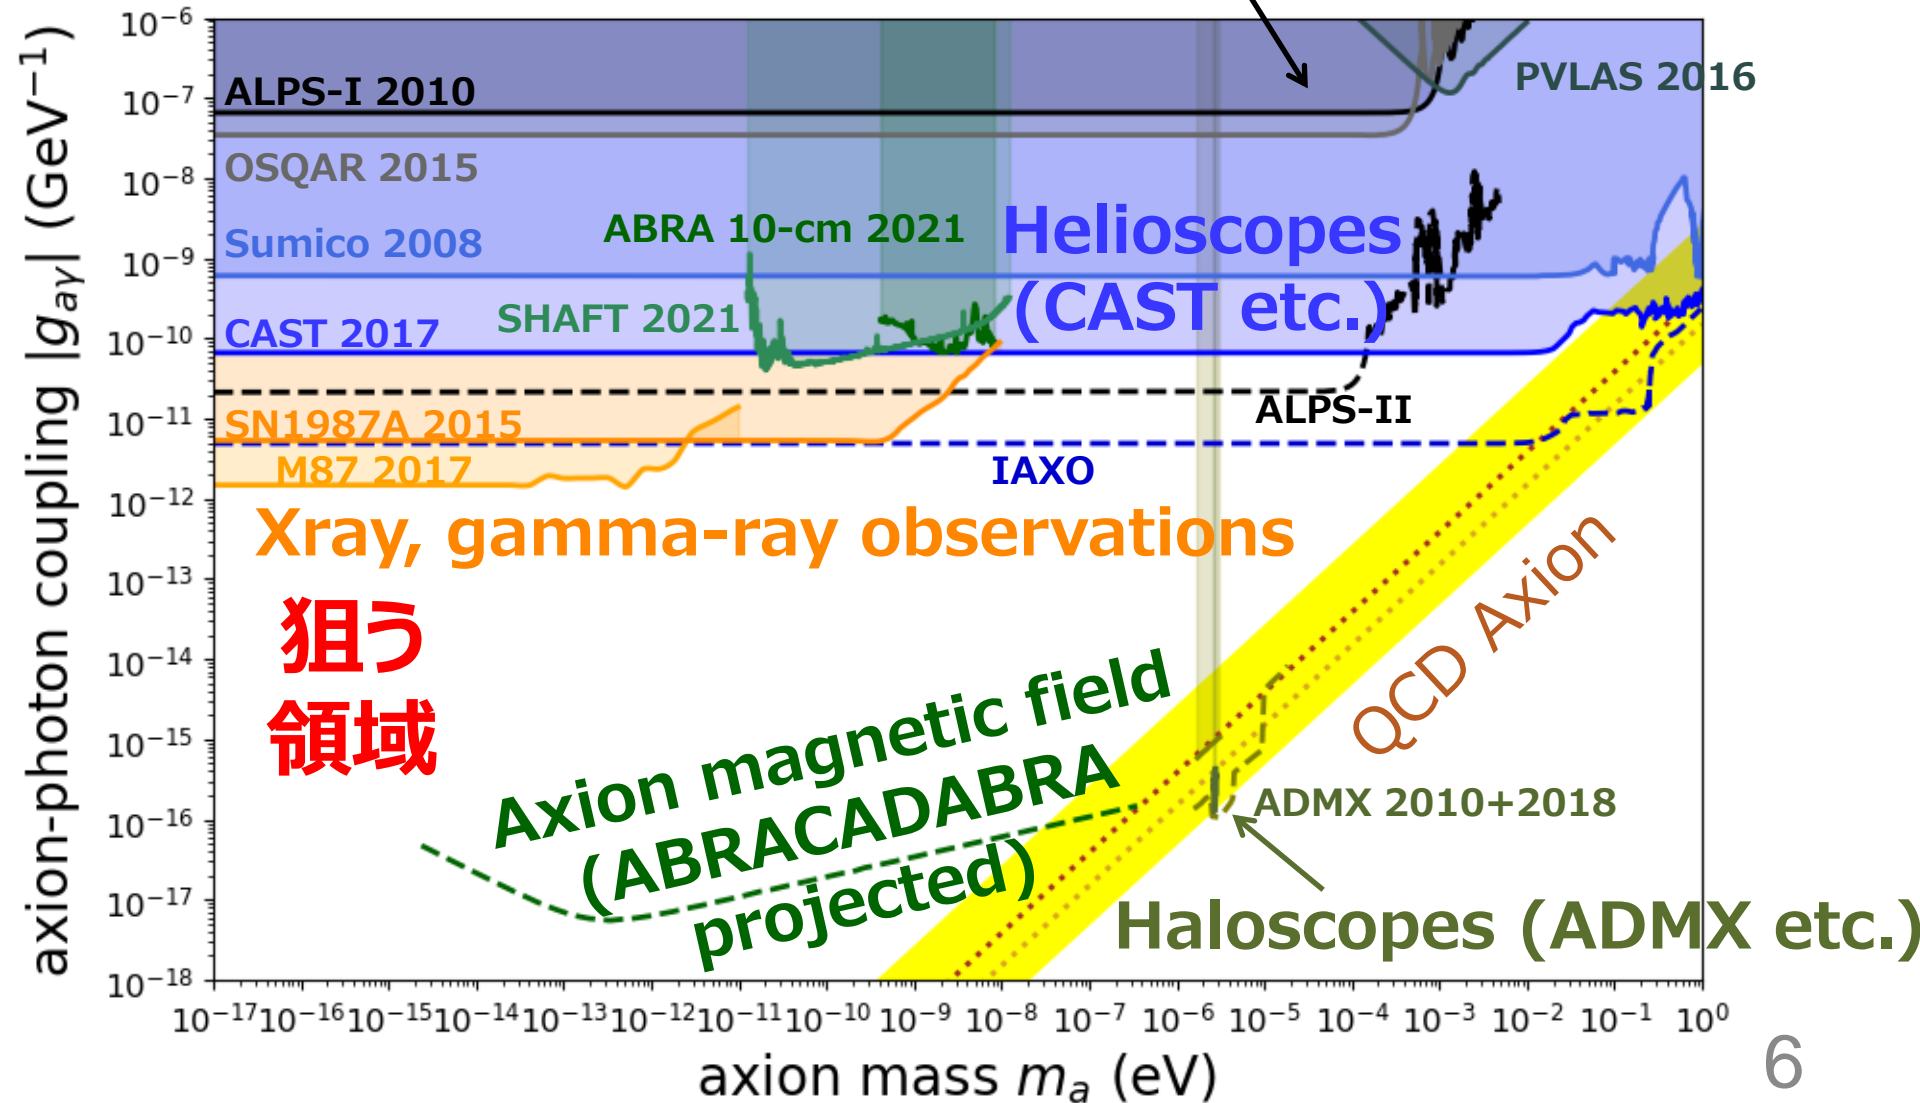 axion-photon coupling |gₐγ| (GeV⁻¹)
10⁻⁶
10⁻⁷
10⁻⁸
10⁻⁹
10⁻¹⁰
10⁻¹¹
10⁻¹²
10⁻¹³
10⁻¹⁴
10⁻¹⁵
10⁻¹⁶
10⁻¹⁷
10⁻¹⁸
ALPS-I 2010
PVLAS 2016
OSQAR 2015
Sumico 2008
ABRA 10-cm 2021
Helioscopes
(CAST etc.)
CAST 2017
SHAFT 2021
SN1987A 2015
ALPS-II
M87 2017
IAXO
Xray, gamma-ray observations
狙う
領域
QCD Axion
Axion magnetic field
(ABRACADABRA
projected)
ADMX 2010+2018
Haloscopes (ADMX etc.)
10⁻¹⁷ 10⁻¹⁶ 10⁻¹⁵ 10⁻¹⁴ 10⁻¹³ 10⁻¹² 10⁻¹¹ 10⁻¹⁰ 10⁻⁹ 10⁻⁸ 10⁻⁷ 10⁻⁶ 10⁻⁵ 10⁻⁴ 10⁻³ 10⁻² 10⁻¹ 10⁰
axion mass mₐ (eV)
6